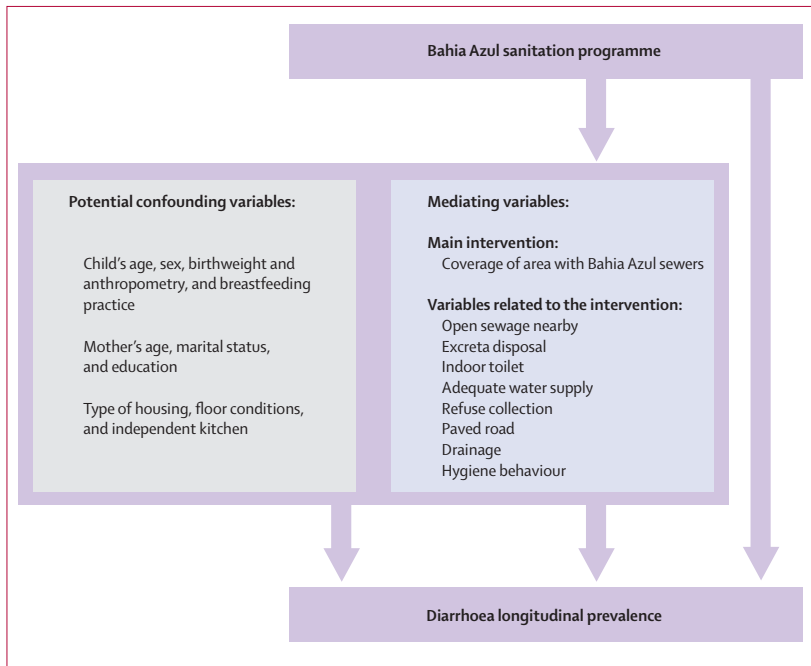 Bahia Azul sanitation programme
Potential confounding variables:
Child's age, sex, birthweight and
anthropometry, and breastfeeding
practice
Mother's age, marital status,
and education
Type of housing, floor conditions,
and independent kitchen
Mediating variables:
Main intervention:
Coverage of area with Bahia Azul sewers
Variables related to the intervention:
Open sewage nearby
Excreta disposal
Indoor toilet
Adequate water supply
Refuse collection
Paved road
Drainage
Hygiene behaviour
Diarrhoea longitudinal prevalence